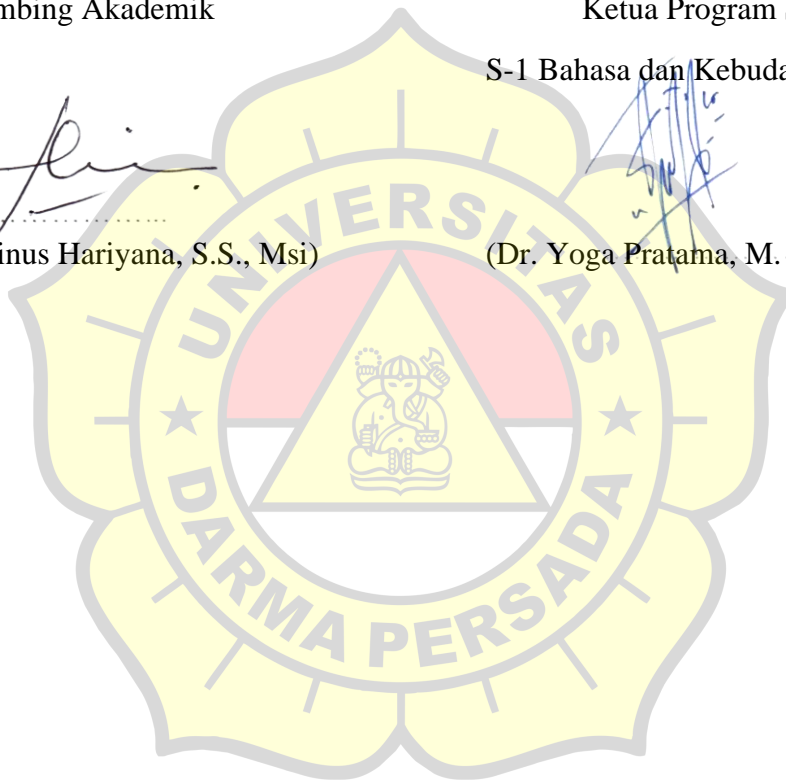 mbing Akademik
Ketua Program
S-1 Bahasa dan Kebuda
inus Hariyana, S.S., Msi)
(Dr. Yoga Pratama, M.
UNIVERSITAS
DARMA PERSADA